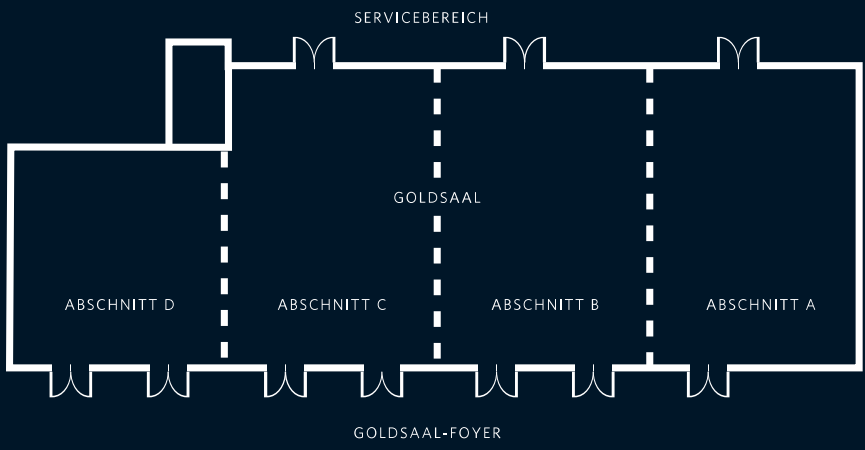 SERVICEBEREICH
GOLDSAAL
ABSCHNITT D
ABSCHNITT C
ABSCHNITT B
ABSCHNITT A
GOLDSAAL-FOYER